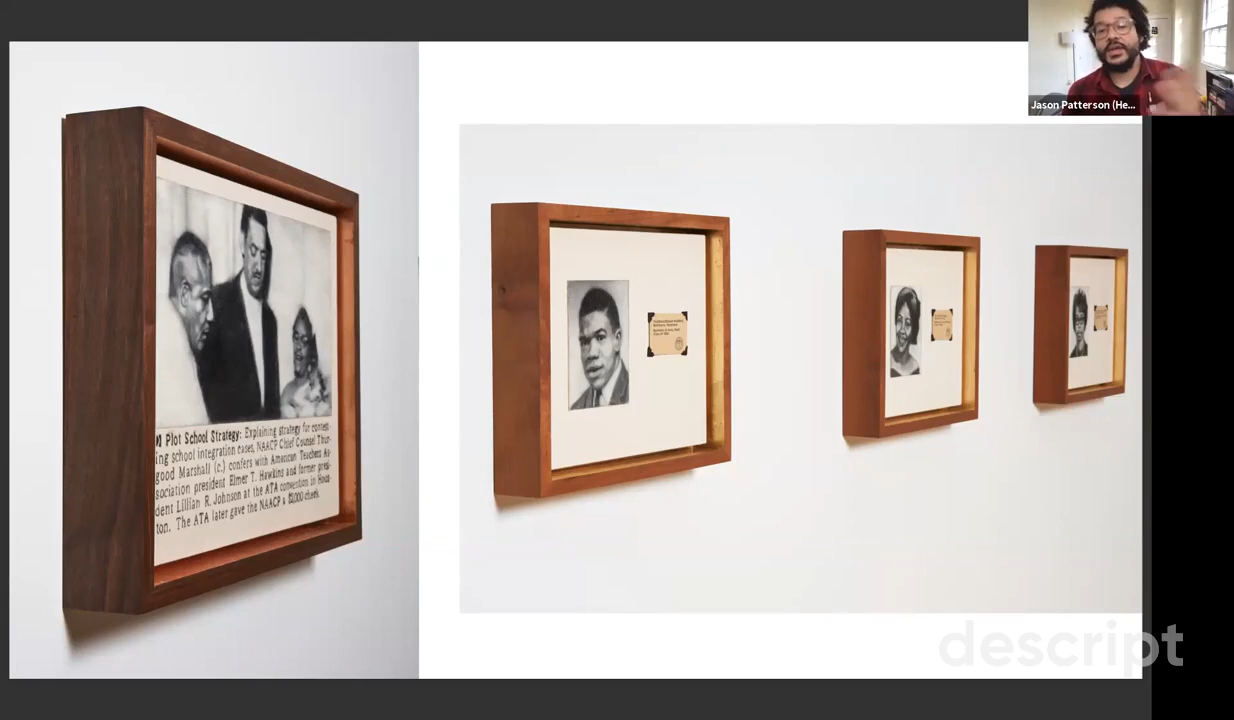 Jason Patterson (He...
Plot School Strategy: Explaining strategy for contest-
ing school integration cases, NAACP Chief Counsel Thur-
good Marshall (c.) confers with American Teachers As-
sociation president Elmer T. Hawkins and former presi-
dent Lillian R. Johnson at the ATA convention in Hous-
ton. The ATA later gave the NAACP a $1,000 check.
descript